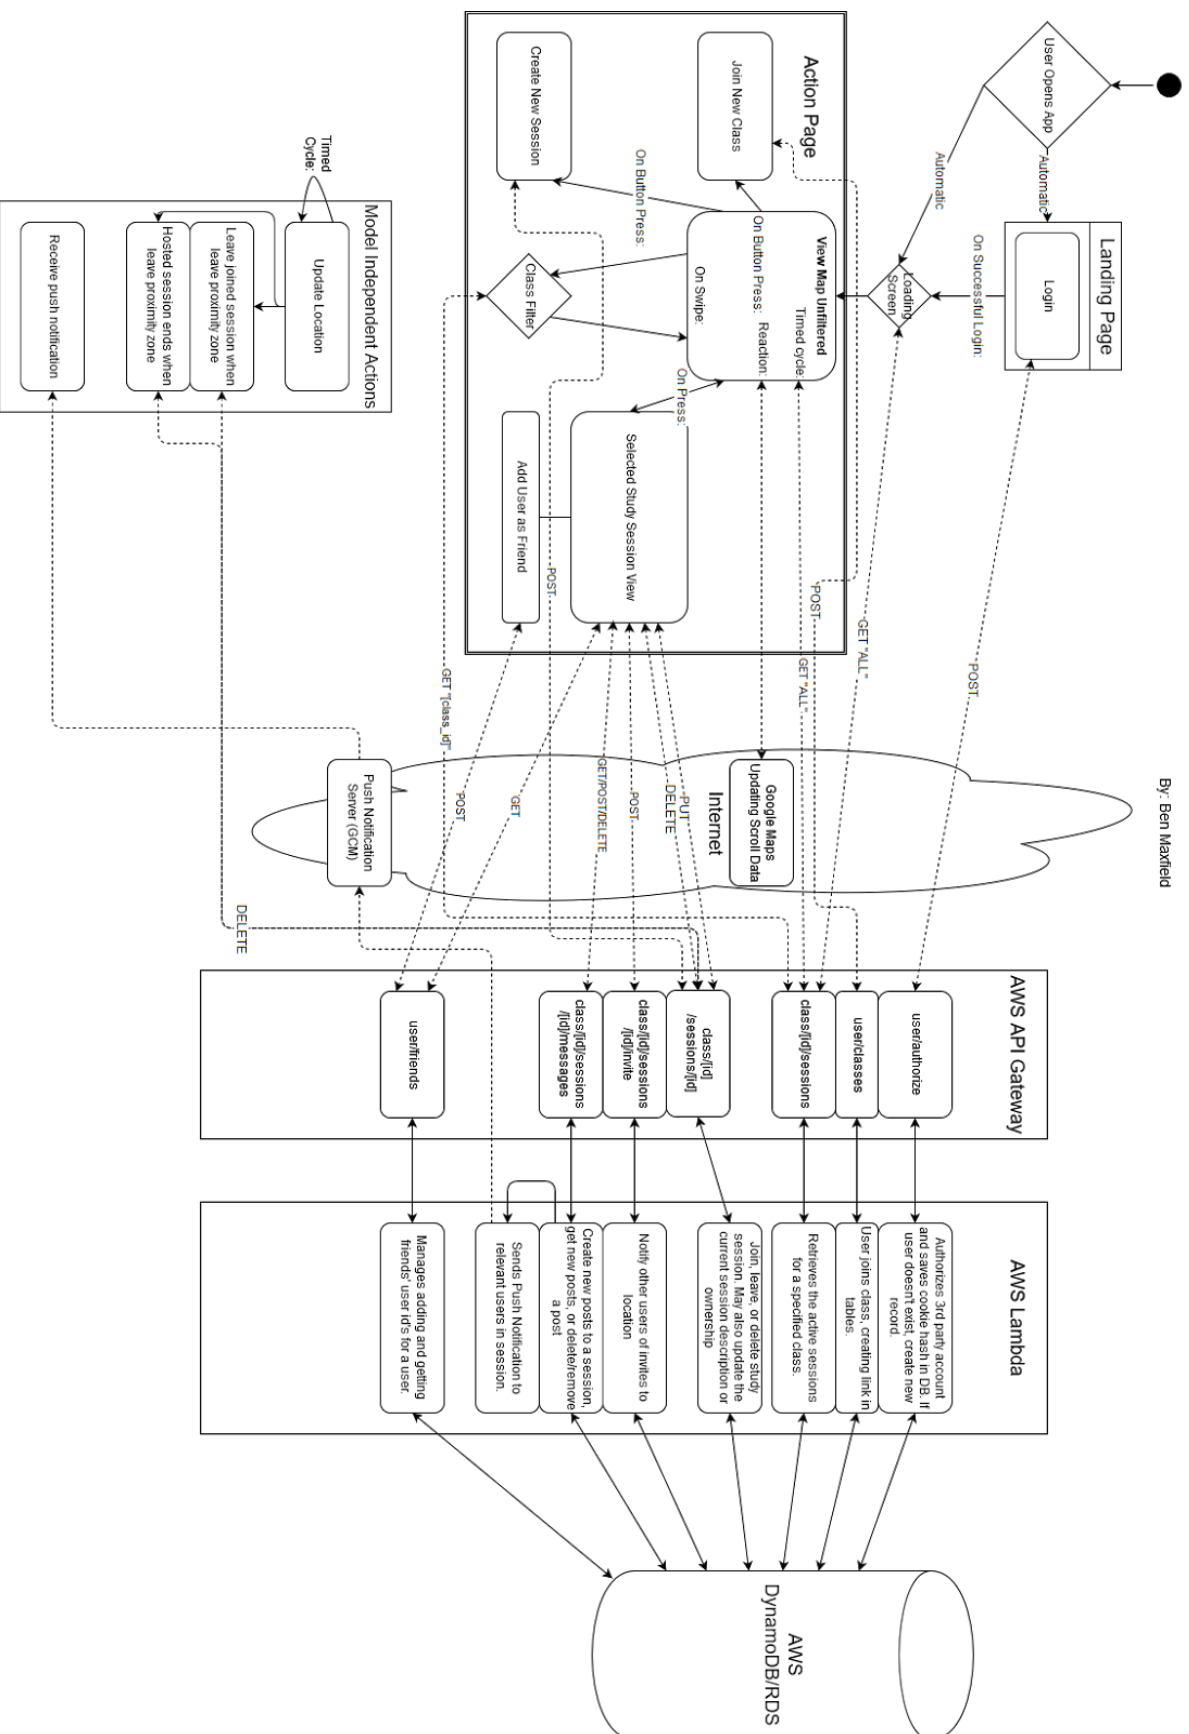 By: Ben Maxfield
User Opens App
Automatic
Automatic
Landing Page
Login
On Successful Login:
Loading
Screen
POST
GET "ALL"
Action Page
Join New Class
Create New Session
View Map Unfiltered
Timed cycle:
Reaction:
On Button Press:
On Button Press:
On Swipe:
On Press:
Class Filter
Selected Study Session View
Add User as Friend
POST
GET "ALL"
POST
GET "[class_id]"
PUT
DELETE
POST
GET/POST/DELETE
GET
POST
Timed
Cycle:
Model Independent Actions
Update Location
Leave joined session when
leave proximity zone
Hosted session ends when
leave proximity zone
Receive push notification
DELETE
Google Maps
Updating Scroll Data
Internet
Push Notification
Server (GCM)
AWS API Gateway
user/authorize
user/classes
class/[id]/sessions
class/[id]
/sessions/[id]
class/[id]/sessions
/[id]/invite
class/[id]/sessions
/[id]/messages
user/friends
AWS Lambda
Authorizes 3rd party account
and saves cookie hash in DB. If
user doesn't exist, create new
record.
User joins class, creating link in
tables.
Retrieves the active sessions
for a specified class.
Join, leave, or delete study
session. May also update the
current session description or
ownership
Notify other users of invites to
location
Create new posts to a session,
get new posts, or delete/remove
a post
Sends Push Notification to
relevant users in session.
Manages adding and getting
friends' user id's for a user.
AWS
DynamoDB/RDS